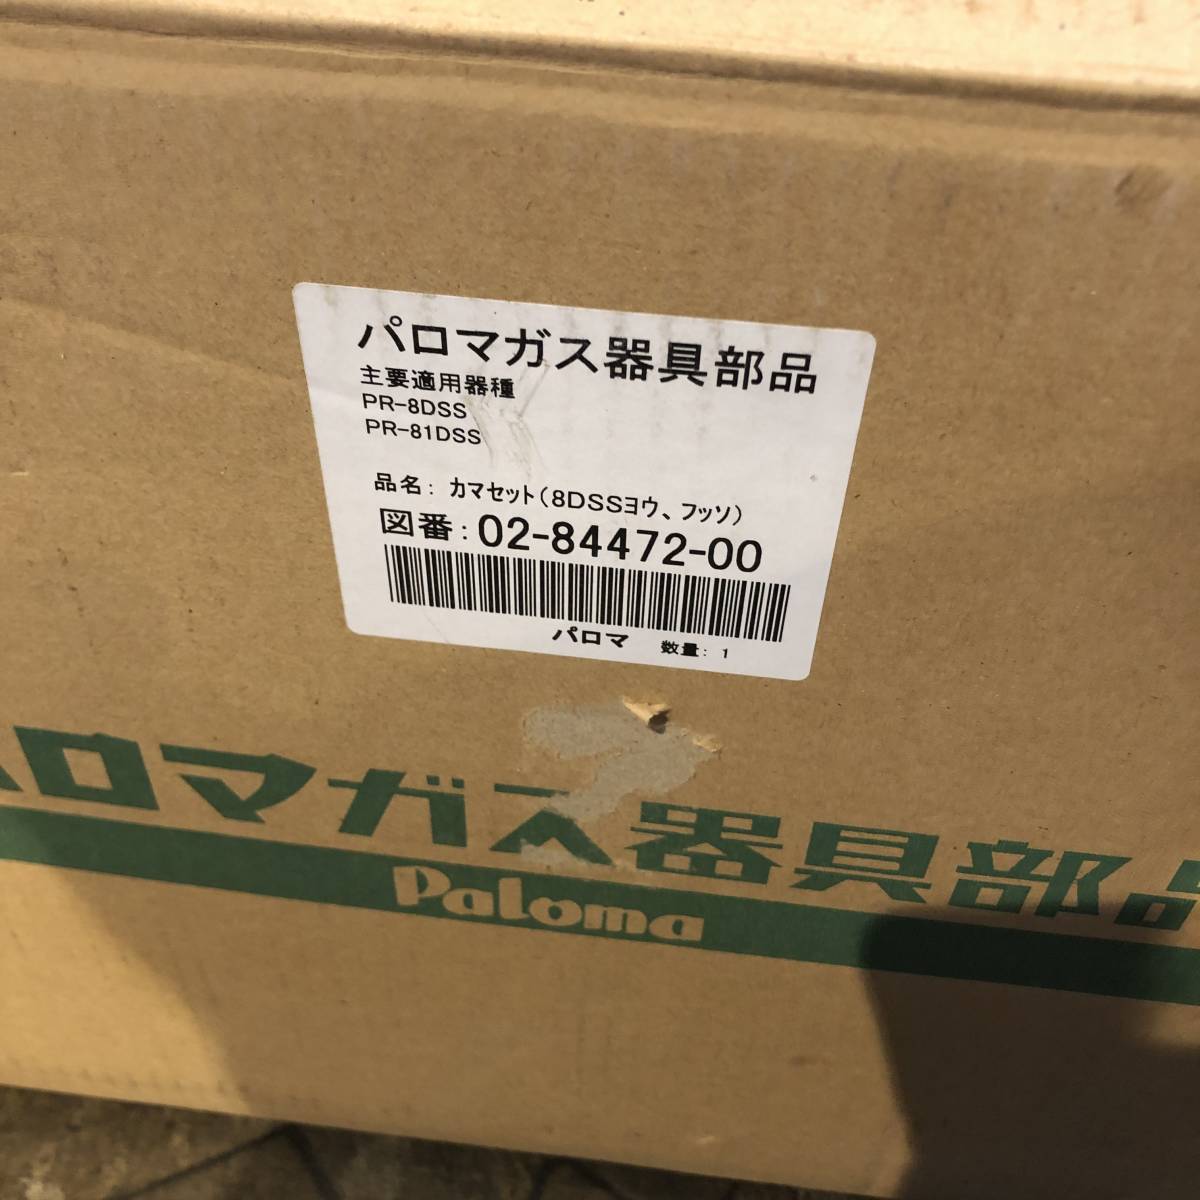 パロマガス器具部品
主要適用器種
PR-8DSS
PR-81DSS
品名: カマセット(8DSSヨウ、フッソ)
図番: 02-84472-00
パロマ 数量: 1
パロマガス器具部品
Paloma